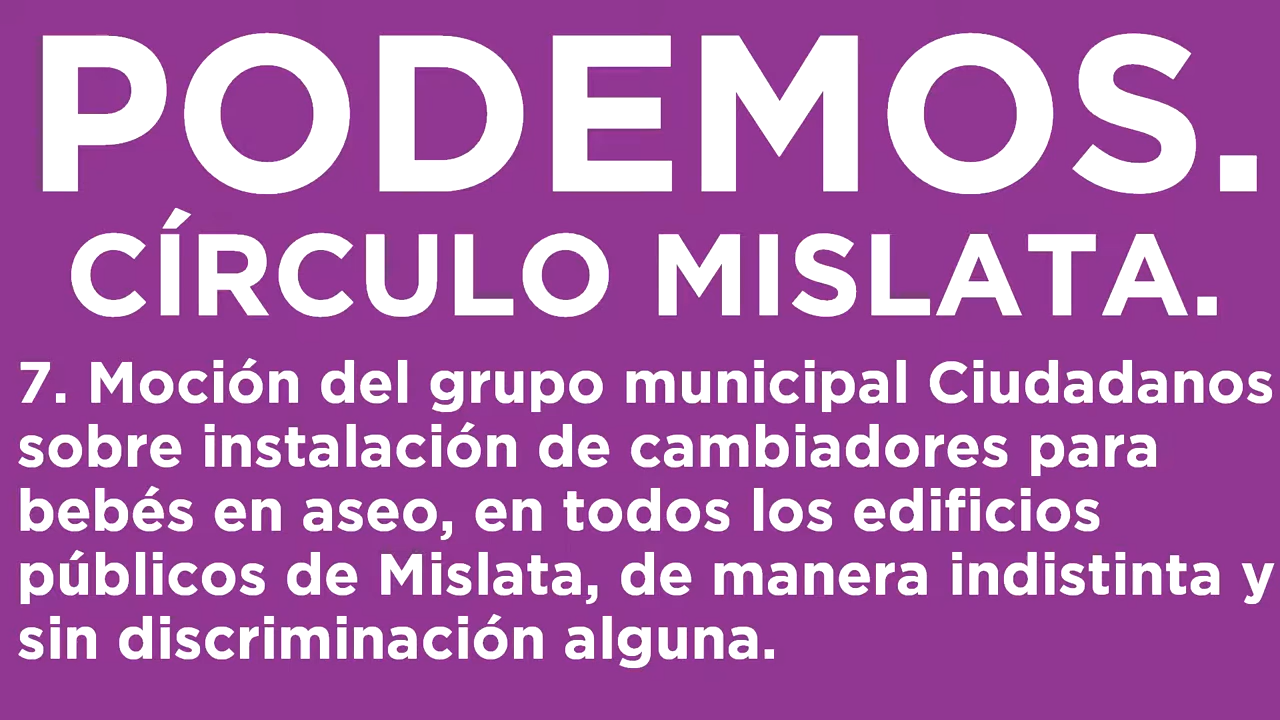 PODEMOS.
CÍRCULO MISLATA.
7. Moción del grupo municipal Ciudadanos
sobre instalación de cambiadores para
bebés en aseo, en todos los edificios
públicos de Mislata, de manera indistinta y
sin discriminación alguna.